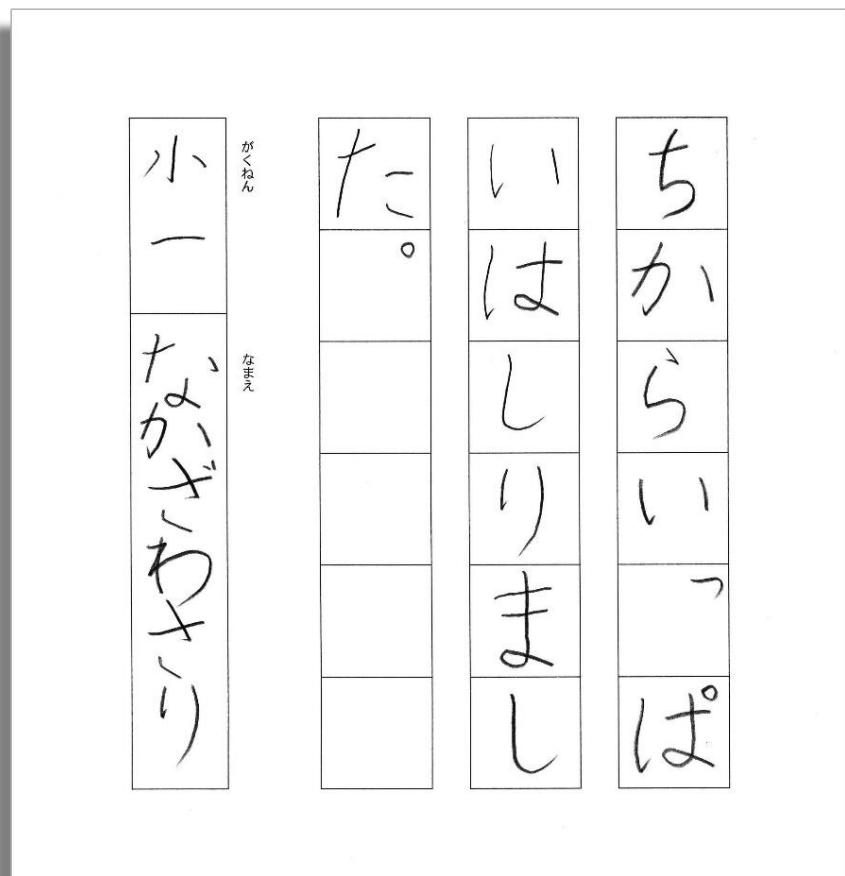 ちからいっぱ
いはしりまし
た。
がくねん
小一
なまえ
なかざわさり